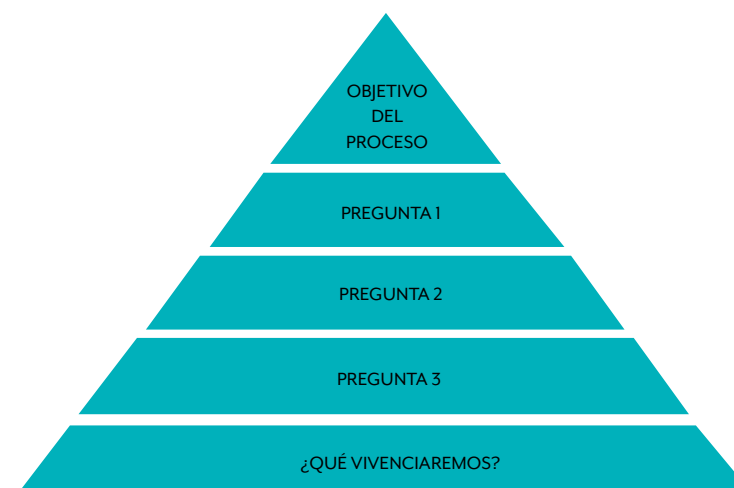 OBJETIVO
DEL
PROCESO
PREGUNTA 1
PREGUNTA 2
PREGUNTA 3
¿QUÉ VIVENCIAREMOS?